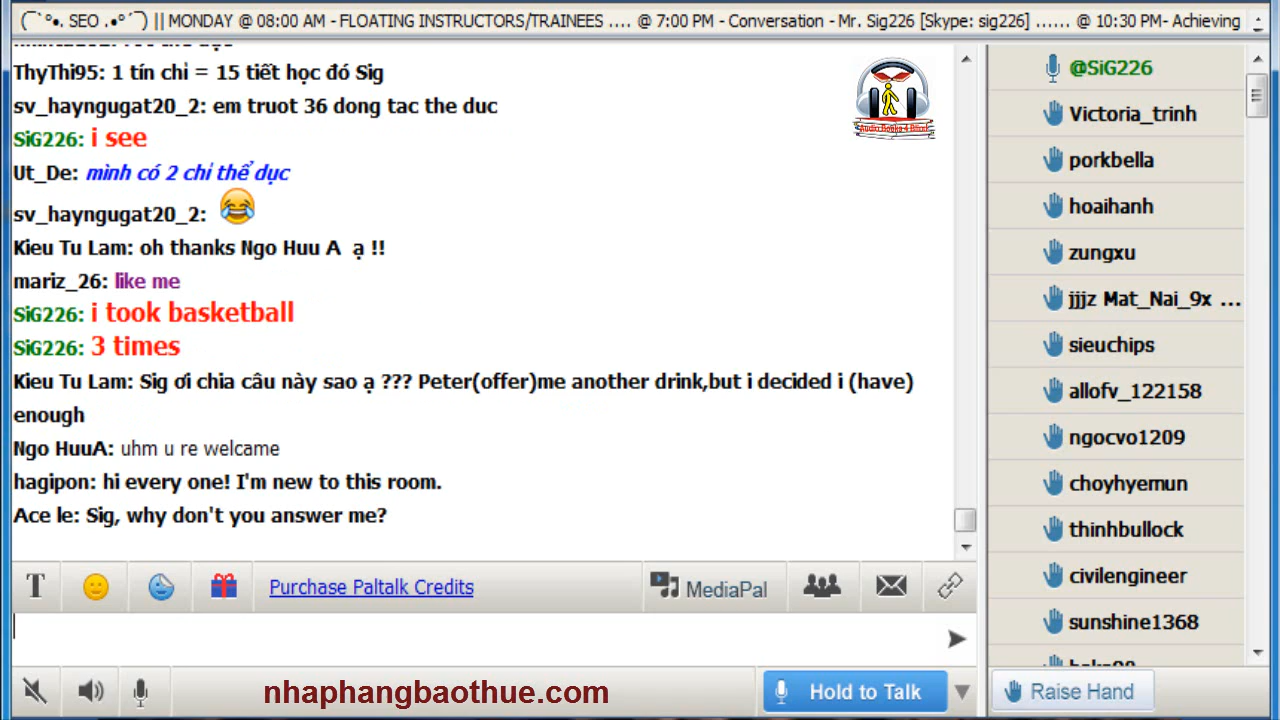 (¯`°•. SEO .•°´¯) || MONDAY @ 08:00 AM - FLOATING INSTRUCTORS/TRAINEES .... @ 7:00 PM - Conversation - Mr. Sig226 [Skype: sig226] ...... @ 10:30 PM- Achieving
ThyThi95: 1 tín chỉ = 15 tiết học đó Sig
sv_hayngugat20_2: em truot 36 dong tac the duc
SiG226: i see
Ut_De: mình có 2 chỉ thể dục
sv_hayngugat20_2:
Kieu Tu Lam: oh thanks Ngo Huu A ạ !!
mariz_26: like me
SiG226: i took basketball
SiG226: 3 times
Kieu Tu Lam: Sig ơi chia câu này sao ạ ??? Peter(offer)me another drink,but i decided i (have)
enough
Ngo HuuA: uhm u re welcame
hagipon: hi every one! I'm new to this room.
Ace le: Sig, why don't you answer me?
Audio Books 4 Blind
@SiG226
Victoria_trinh
porkbella
hoaihanh
zungxu
jjjz Mat_Nai_9x ...
sieuchips
allofv_122158
ngocvo1209
choyhyemun
thinhbullock
civilengineer
sunshine1368
T
Purchase Paltalk Credits
MediaPal
nhaphangbaothue.com
Hold to Talk
Raise Hand